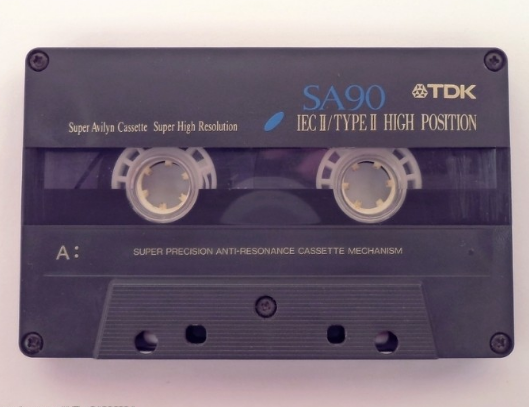 SA90 TDK
Super Avilyn Cassette Super High Resolution IEC II/TYPE II HIGH POSITION
A: SUPER PRECISION ANTI-RESONANCE CASSETTE MECHANISM